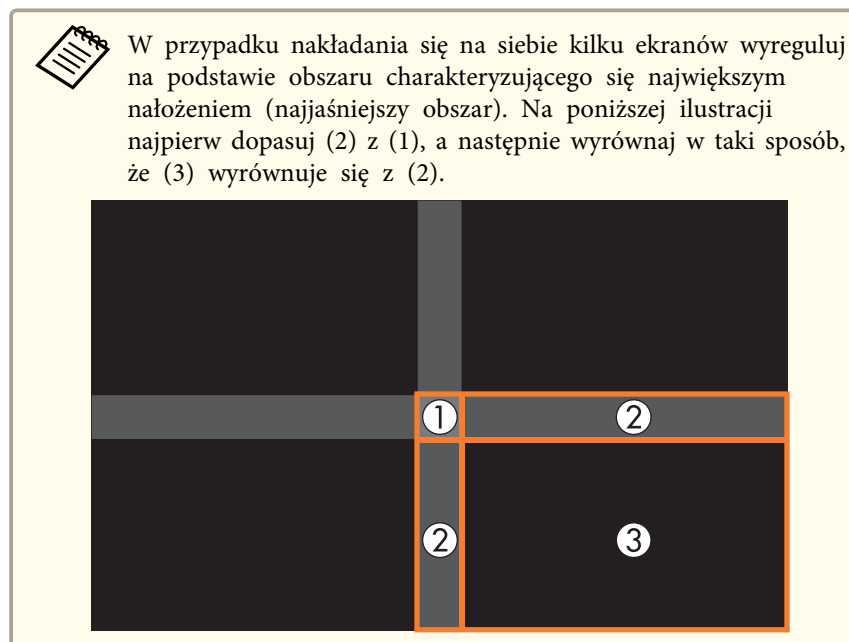 W przypadku nakładania się na siebie kilku ekranów wyreguluj
na podstawie obszaru charakteryzującego się największym
nałożeniem (najjaśniejszy obszar). Na poniższej ilustracji
najpierw dopasuj (2) z (1), a następnie wyrównaj w taki sposób,
że (3) wyrównuje się z (2).
1 2
2 3